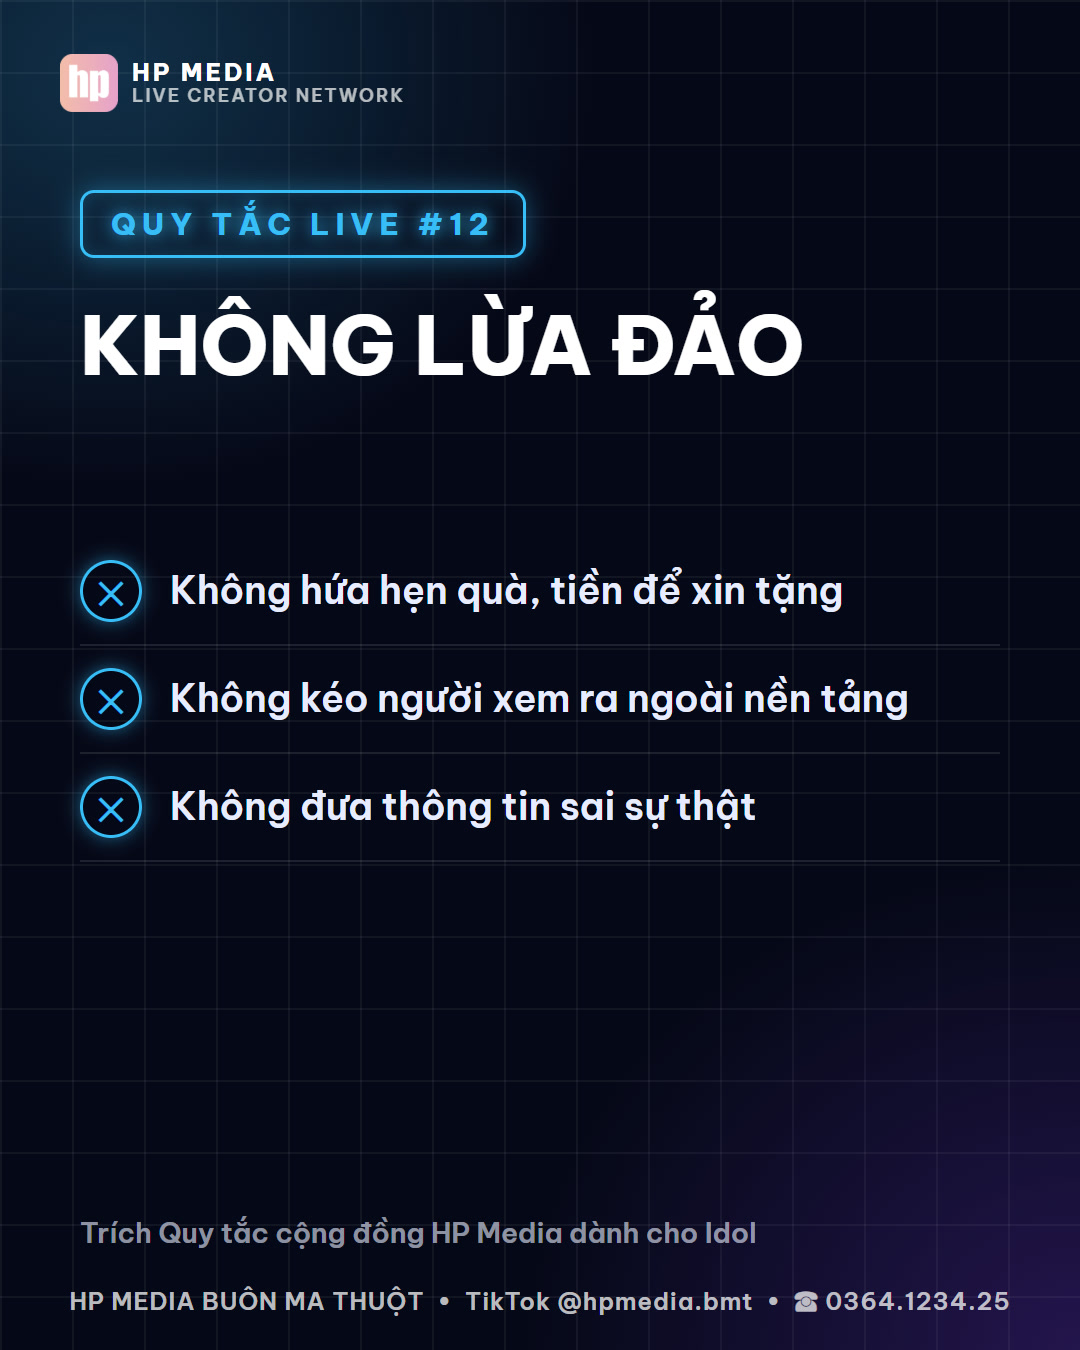 hp
HP MEDIA
LIVE CREATOR NETWORK
QUY TẮC LIVE #12
KHÔNG LỪA ĐẢO
Không hứa hẹn quà, tiền để xin tặng
Không kéo người xem ra ngoài nền tảng
Không đưa thông tin sai sự thật
Trích Quy tắc cộng đồng HP Media dành cho Idol
HP MEDIA BUÔN MA THUỘT • TikTok @hpmedia.bmt • ☎ 0364.1234.25